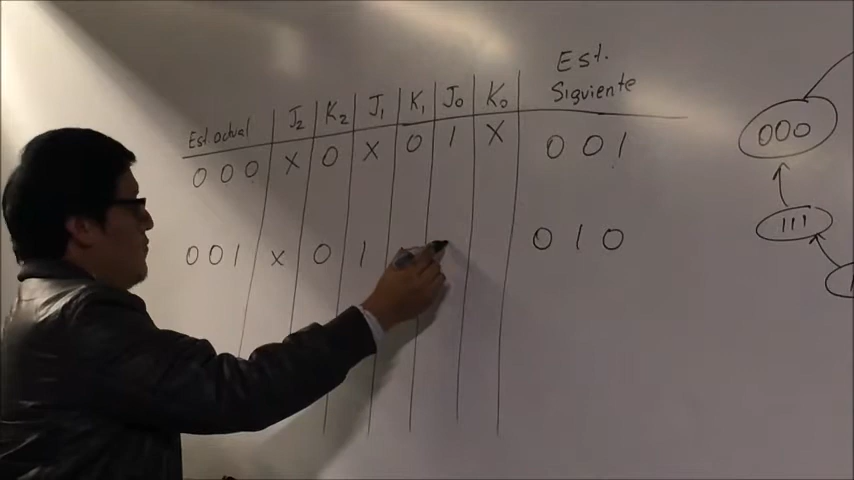 Est.
Siguiente
Est. actual J₂ K₂ J₁ K₁ J₀ K₀
0 0 0 X 0 X 0 1 X 0 0 1
0 0 1 X 0 1 0 1 0
000
111